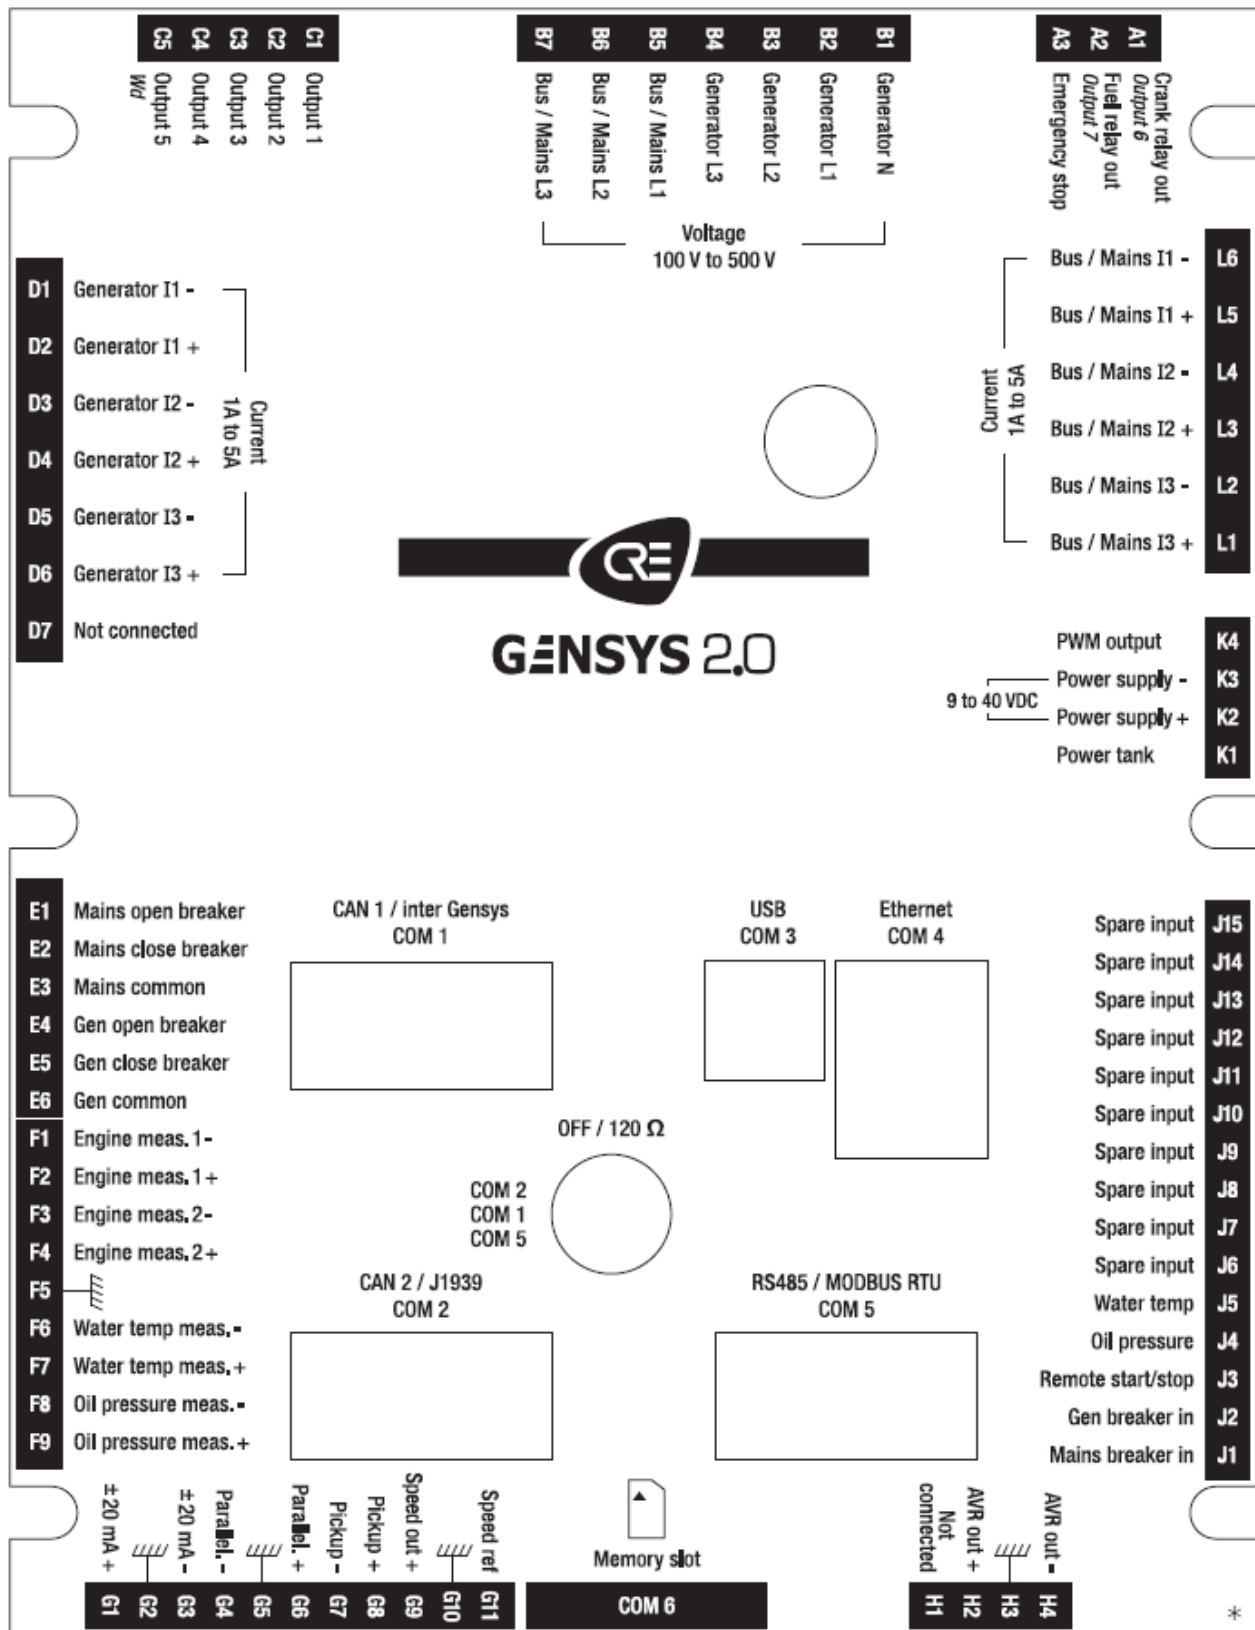 C5 C4 C3 C2 C1
Output 5
Wd
Output 4
Output 3
Output 2
Output 1
B7 B6 B5 B4 B3 B2 B1
Bus / Mains L3
Bus / Mains L2
Bus / Mains L1
Generator L3
Generator L2
Generator L1
Generator N
Voltage
100 V to 500 V
A3 A2 A1
Emergency stop
Fuel relay out
Output 7
Crank relay out
Output 6
D1 Generator I1 -
D2 Generator I1 +
D3 Generator I2 -
D4 Generator I2 +
D5 Generator I3 -
D6 Generator I3 +
D7 Not connected
Current
1A to 5A
Bus / Mains I1 - L6
Bus / Mains I1 + L5
Bus / Mains I2 - L4
Bus / Mains I2 + L3
Bus / Mains I3 - L2
Bus / Mains I3 + L1
Current
1A to 5A
CRE
GENSYS 2.0
PWM output K4
Power supply - K3
Power supply + K2
Power tank K1
9 to 40 VDC
E1 Mains open breaker
E2 Mains close breaker
E3 Mains common
E4 Gen open breaker
E5 Gen close breaker
E6 Gen common
F1 Engine meas. 1-
F2 Engine meas. 1+
F3 Engine meas. 2-
F4 Engine meas. 2+
F5
F6 Water temp meas.-
F7 Water temp meas.+
F8 Oil pressure meas.-
F9 Oil pressure meas.+
CAN 1 / inter Gensys
COM 1
USB
COM 3
Ethernet
COM 4
OFF / 120 Ω
COM 2
COM 1
COM 5
CAN 2 / J1939
COM 2
RS485 / MODBUS RTU
COM 5
Spare input J15
Spare input J14
Spare input J13
Spare input J12
Spare input J11
Spare input J10
Spare input J9
Spare input J8
Spare input J7
Spare input J6
Water temp J5
Oil pressure J4
Remote start/stop J3
Gen breaker in J2
Mains breaker in J1
± 20 mA +
± 20 mA -
Parallel. -
Parallel. +
Pickup -
Pickup +
Speed out +
Speed ref
G1 G2 G3 G4 G5 G6 G7 G8 G9 G10 G11
Memory slot
COM 6
Not
connected
AVR out +
AVR out -
H1 H2 H3 H4
*